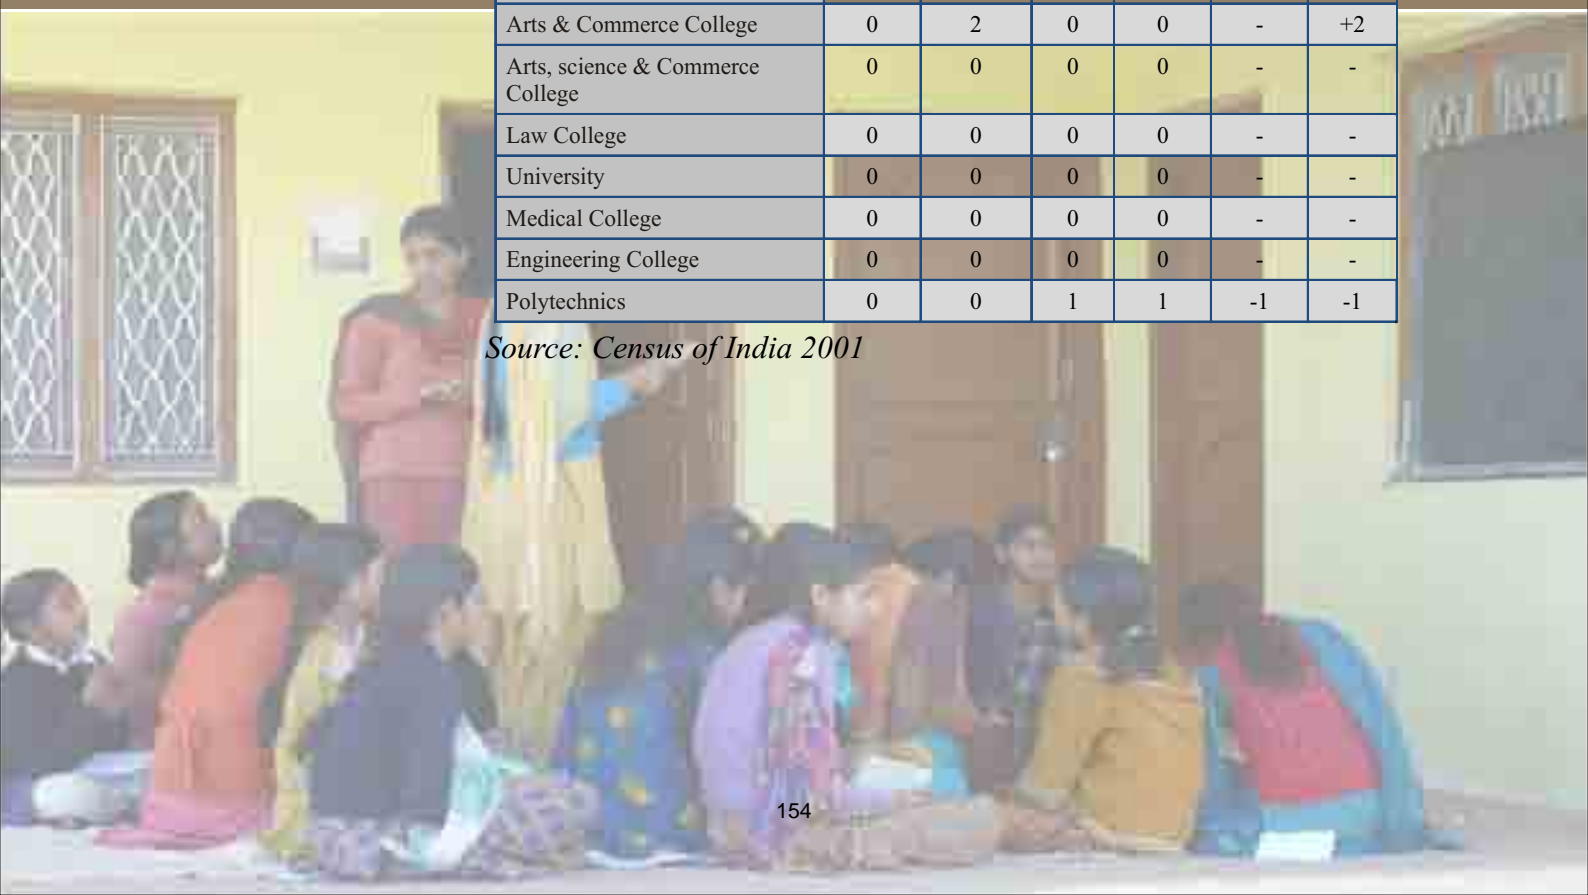 Arts & Commerce College 0 2 0 0 - +2
Arts, science & Commerce
College 0 0 0 0 - -
Law College 0 0 0 0 - -
University 0 0 0 0 - -
Medical College 0 0 0 0 - -
Engineering College 0 0 0 0 - -
Polytechnics 0 0 1 1 -1 -1
Source: Census of India 2001
154